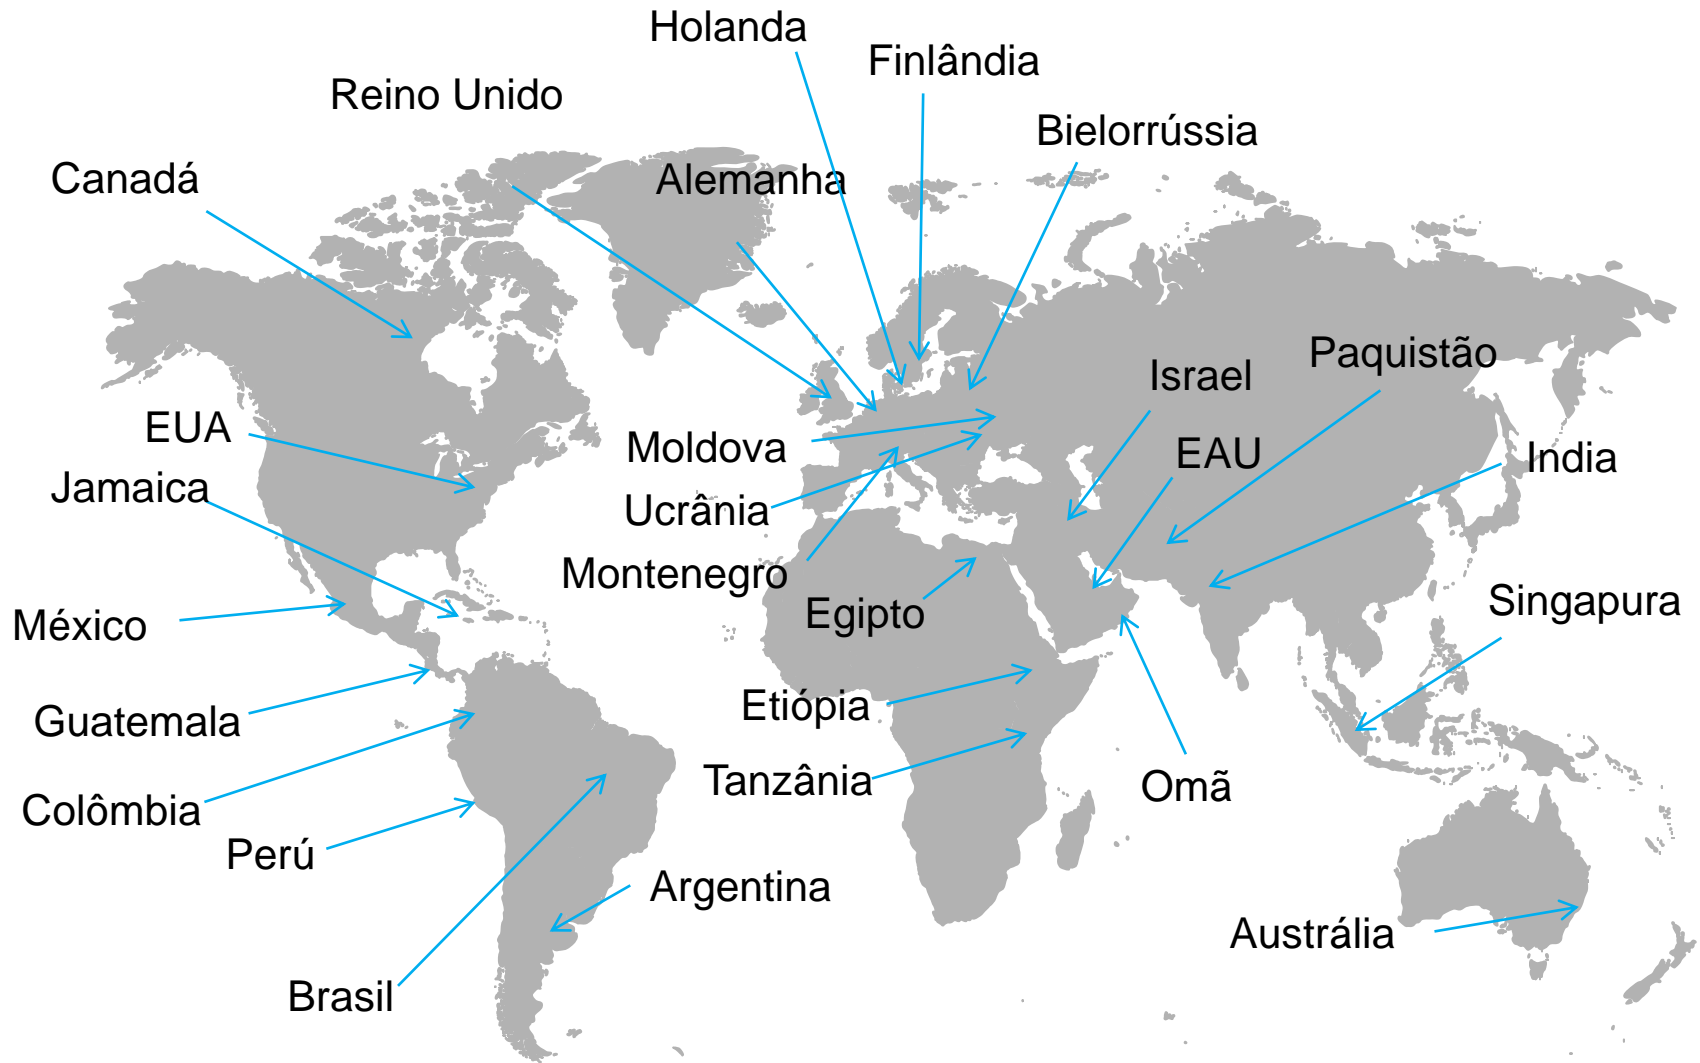 Holanda
Finlândia
Reino Unido
Bielorrússia
Canadá
Alemanha
Paquistão
Israel
EUA
Moldova
EAU
India
Jamaica
Ucrânia
Montenegro
Egipto
Singapura
México
Etiópia
Guatemala
Tanzânia
Omã
Colômbia
Perú
Argentina
Austrália
Brasil